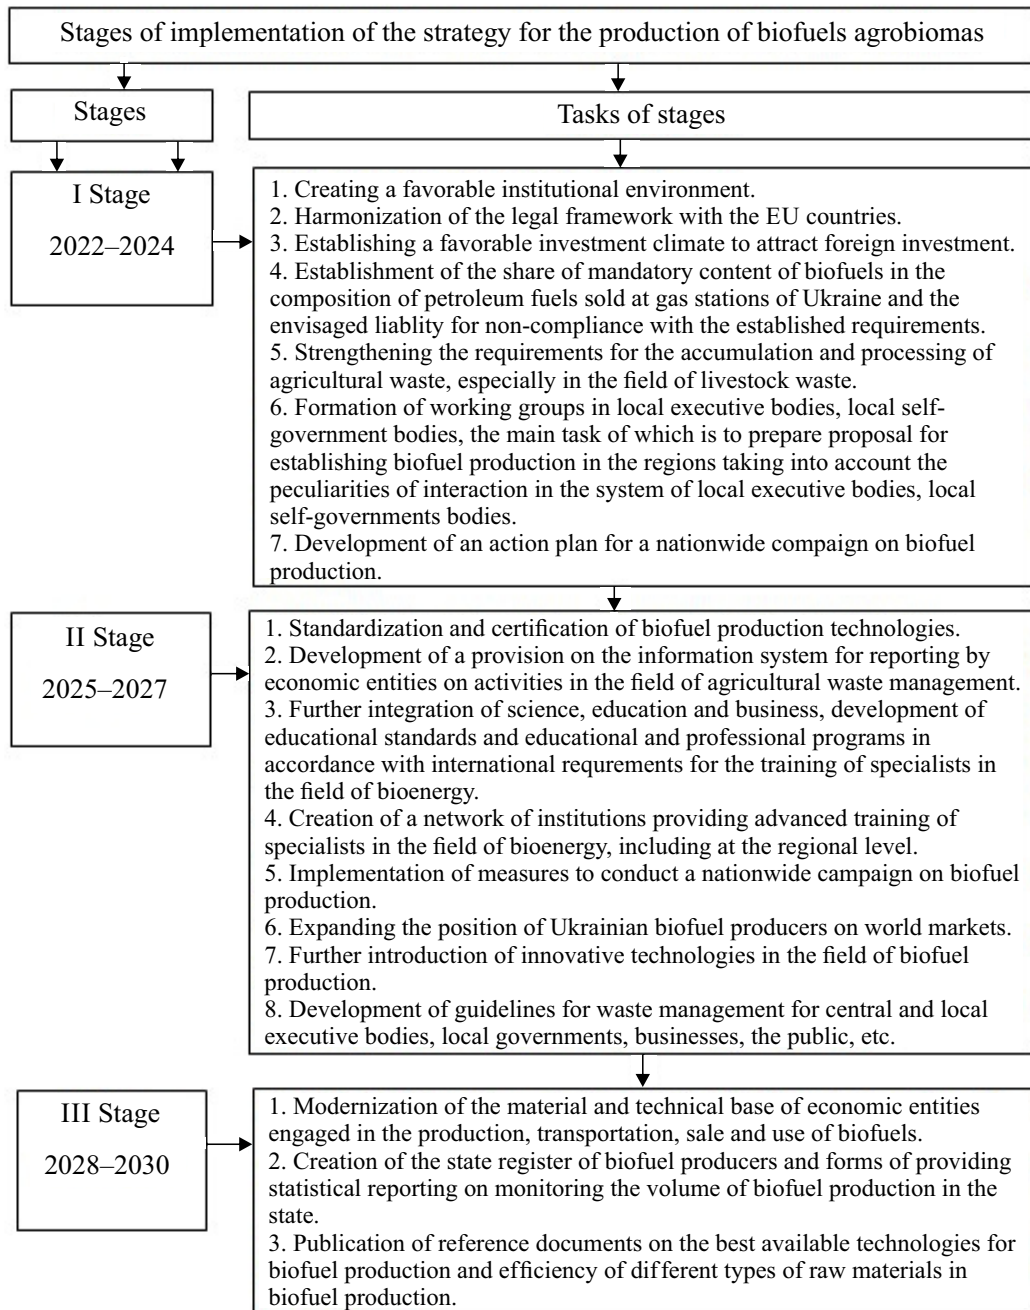 Stages of implementation of the strategy for the production of biofuels agrobiomas
Stages
Tasks of stages
I Stage
2022–2024
1. Creating a favorable institutional environment.
2. Harmonization of the legal framework with the EU countries.
3. Establishing a favorable investment climate to attract foreign investment.
4. Establishment of the share of mandatory content of biofuels in the
composition of petroleum fuels sold at gas stations of Ukraine and the
envisaged liablity for non-compliance with the established requirements.
5. Strengthening the requirements for the accumulation and processing of
agricultural waste, especially in the field of livestock waste.
6. Formation of working groups in local executive bodies, local self-
government bodies, the main task of which is to prepare proposal for
establishing biofuel production in the regions taking into account the
peculiarities of interaction in the system of local executive bodies, local
self-governments bodies.
7. Development of an action plan for a nationwide compaign on biofuel
production.
II Stage
2025–2027
1. Standardization and certification of biofuel production technologies.
2. Development of a provision on the information system for reporting by
economic entities on activities in the field of agricultural waste management.
3. Further integration of science, education and business, development of
educational standards and educational and professional programs in
accordance with international requrements for the training of specialists in
the field of bioenergy.
4. Creation of a network of institutions providing advanced training of
specialists in the field of bioenergy, including at the regional level.
5. Implementation of measures to conduct a nationwide campaign on biofuel
production.
6. Expanding the position of Ukrainian biofuel producers on world markets.
7. Further introduction of innovative technologies in the field of biofuel
production.
8. Development of guidelines for waste management for central and local
executive bodies, local governments, businesses, the public, etc.
III Stage
2028–2030
1. Modernization of the material and technical base of economic entities
engaged in the production, transportation, sale and use of biofuels.
2. Creation of the state register of biofuel producers and forms of providing
statistical reporting on monitoring the volume of biofuel production in the
state.
3. Publication of reference documents on the best available technologies for
biofuel production and efficiency of different types of raw materials in
biofuel production.